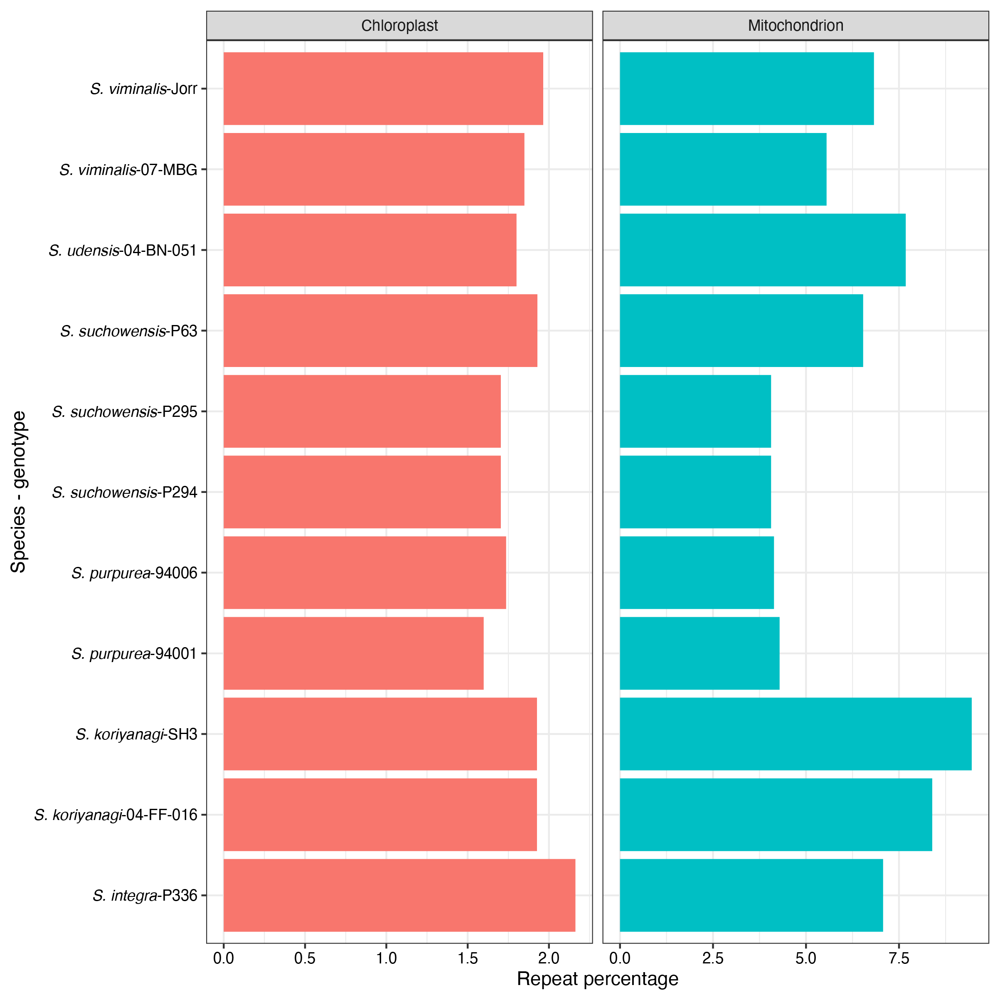 Chloroplast
Mitochondrion
S. viminalis-Jorr
S. viminalis-07-MBG
S. udensis-04-BN-051
S. suchowensis-P63
S. suchowensis-P295
S. suchowensis-P294
S. purpurea-94006
S. purpurea-94001
S. koriyanagi-SH3
S. koriyanagi-04-FF-016
S. integra-P336
Species - genotype
0.0 0.5 1.0 1.5 2.0
0.0 2.5 5.0 7.5
Repeat percentage